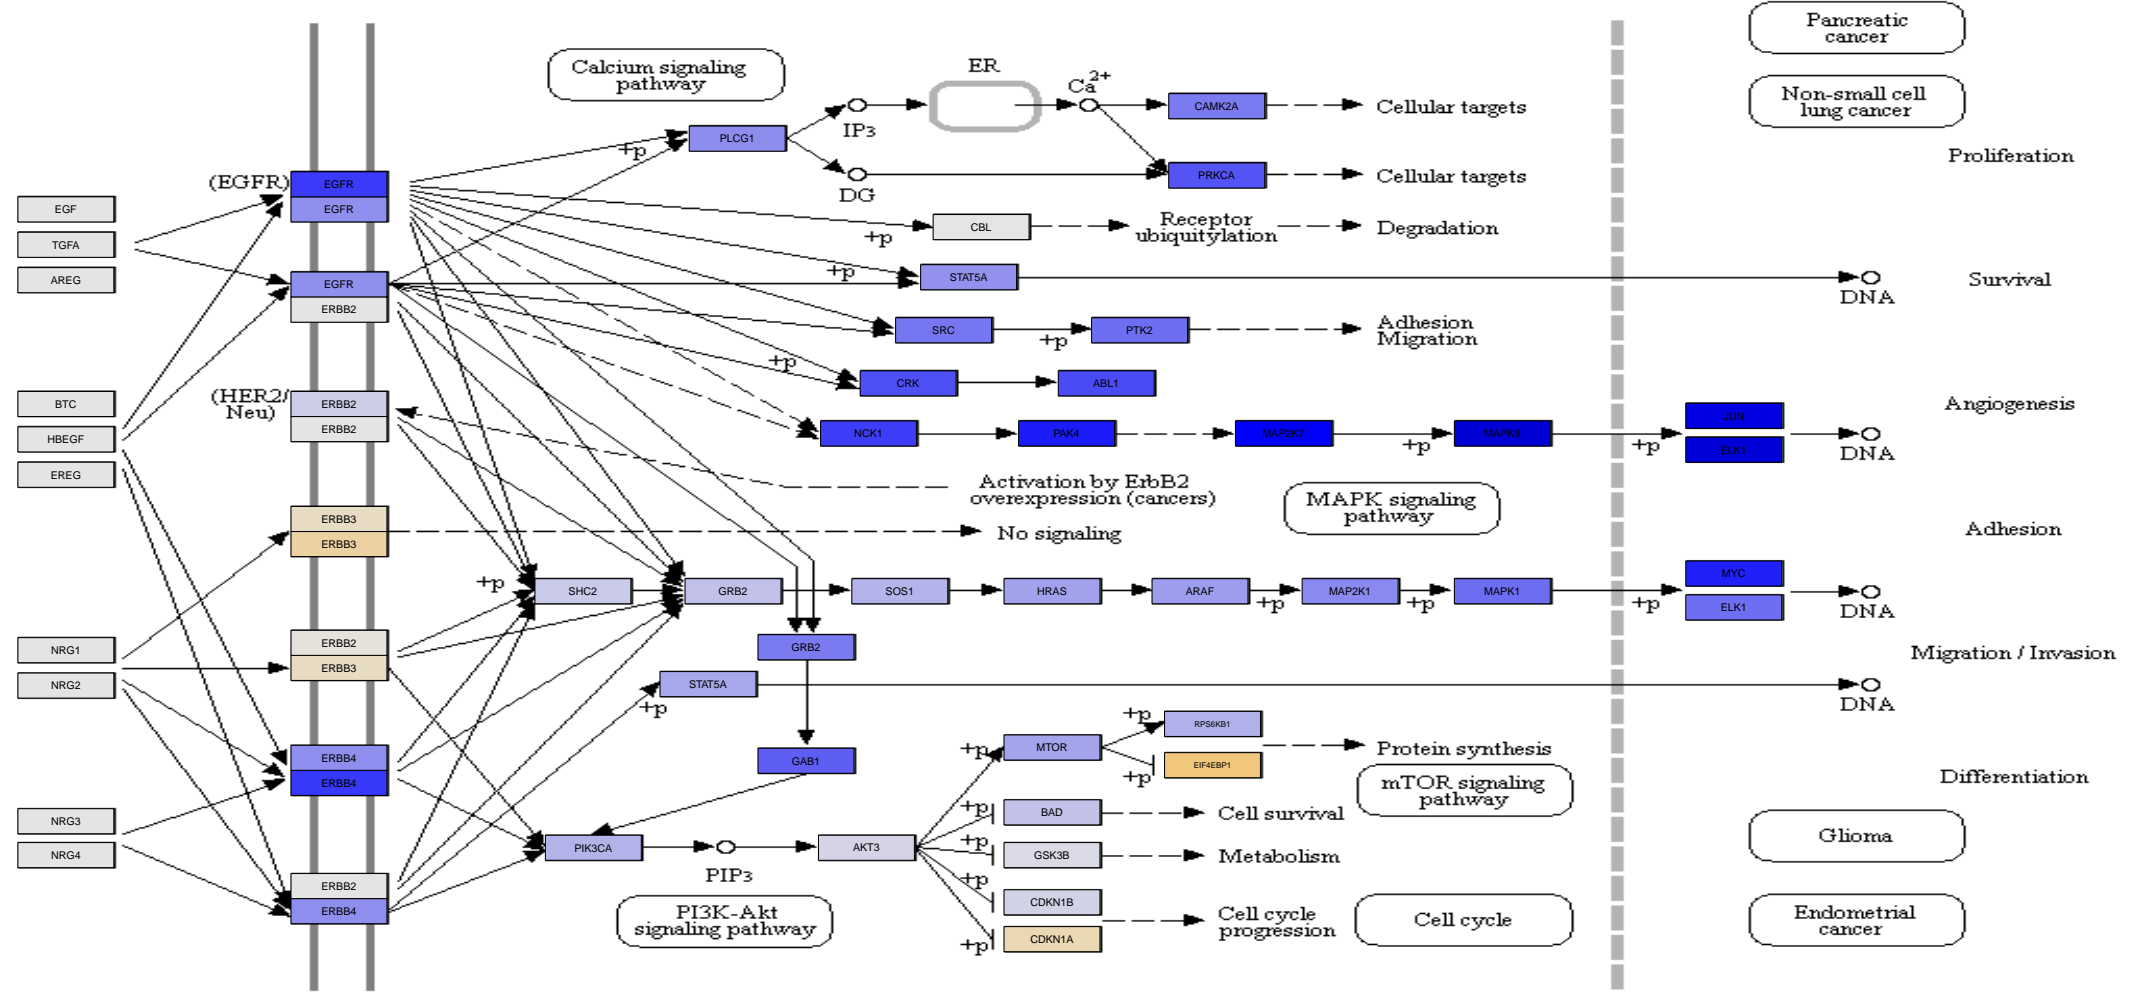 Pancreatic
cancer
Calcium signaling
pathway
ER
Ca2+
Non-small cell
lung cancer
CAMK2A
Cellular targets
IP3
PLCG1
+p
Proliferation
(EGFR)
EGFR
EGFR
DG
PRKCA
Cellular targets
EGF
TGFA
AREG
CBL
+p
Receptor
ubiquitylation
Degradation
EGFR
ERBB2
+p
STAT5A
DNA
Survival
SRC
+p
PTK2
Adhesion
Migration
+p
CRK
ABL1
BTC
HBEGF
EREG
(HER2/
Neu)
ERBB2
ERBB2
NCK1
PAK4
MAP2K7
+p
MAPK8
+p
JUN
ELK1
DNA
Angiogenesis
Activation by ErbB2
overexpression (cancers)
MAPK signaling
pathway
ERBB3
ERBB3
No signaling
Adhesion
+p
SHC2
GRB2
SOS1
HRAS
ARAF
+p
MAP2K1
+p
MAPK1
+p
MYC
ELK1
DNA
NRG1
NRG2
ERBB2
ERBB3
GRB2
Migration / Invasion
STAT5A
+p
DNA
ERBB4
ERBB4
GAB1
+p
MTOR
+p
RPS6KB1
+p
EIF4EBP1
Protein synthesis
mTOR signaling
pathway
Differentiation
NRG3
NRG4
+p
BAD
Cell survival
Glioma
PIK3CA
PIP3
AKT3
+p
GSK3B
Metabolism
ERBB2
ERBB4
PI3K-Akt
signaling pathway
+p
CDKN1B
+p
CDKN1A
Cell cycle
progression
Cell cycle
Endometrial
cancer